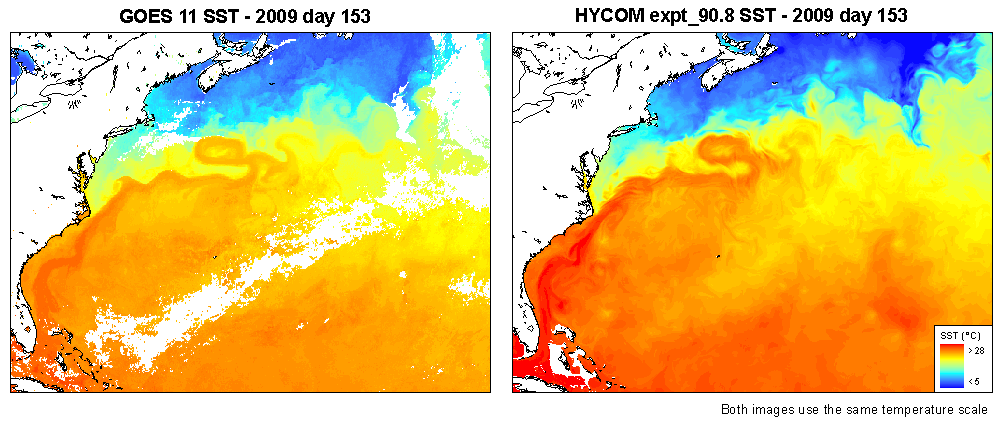 GOES 11 SST - 2009 day 153
HYCOM expt_90.8 SST - 2009 day 153
SST (°C)
> 28
< 5
Both images use the same temperature scale